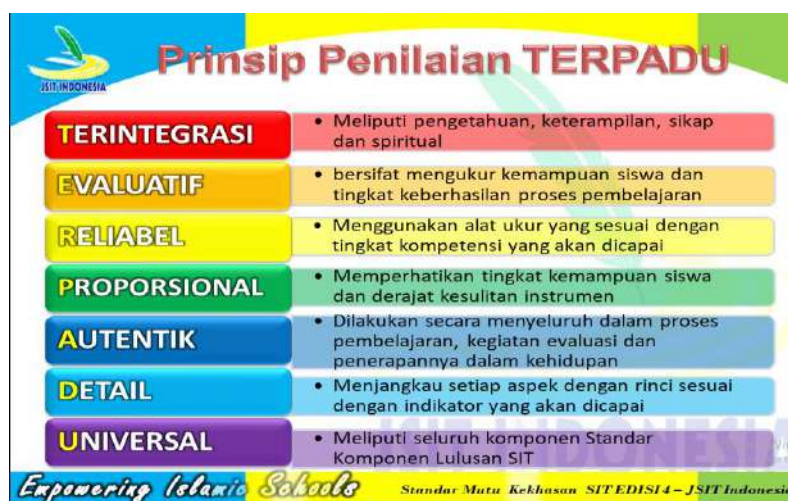 Prinsip Penilaian TERPADU
JSIT INDONESIA
TERINTEGRASI
• Meliputi pengetahuan, keterampilan, sikap
dan spiritual
EVALUATIF
• bersifat mengukur kemampuan siswa dan
tingkat keberhasilan proses pembelajaran
RELIABEL
• Menggunakan alat ukur yang sesuai dengan
tingkat kompetensi yang akan dicapai
PROPORSIONAL
• Memperhatikan tingkat kemampuan siswa
dan derajat kesulitan instrumen
AUTENTIK
• Dilakukan secara menyeluruh dalam proses
pembelajaran, kegiatan evaluasi dan
penerapannya dalam kehidupan
DETAIL
• Menjangkau setiap aspek dengan rinci sesuai
dengan indikator yang akan dicapai
UNIVERSAL
• Meliputi seluruh komponen Standar
Komponen Lulusan SIT
JSIT INDONESIA
Empowering Islamic Schools
Standar Mutu Kekhasan SIT EDISI 4 – JSIT Indonesia